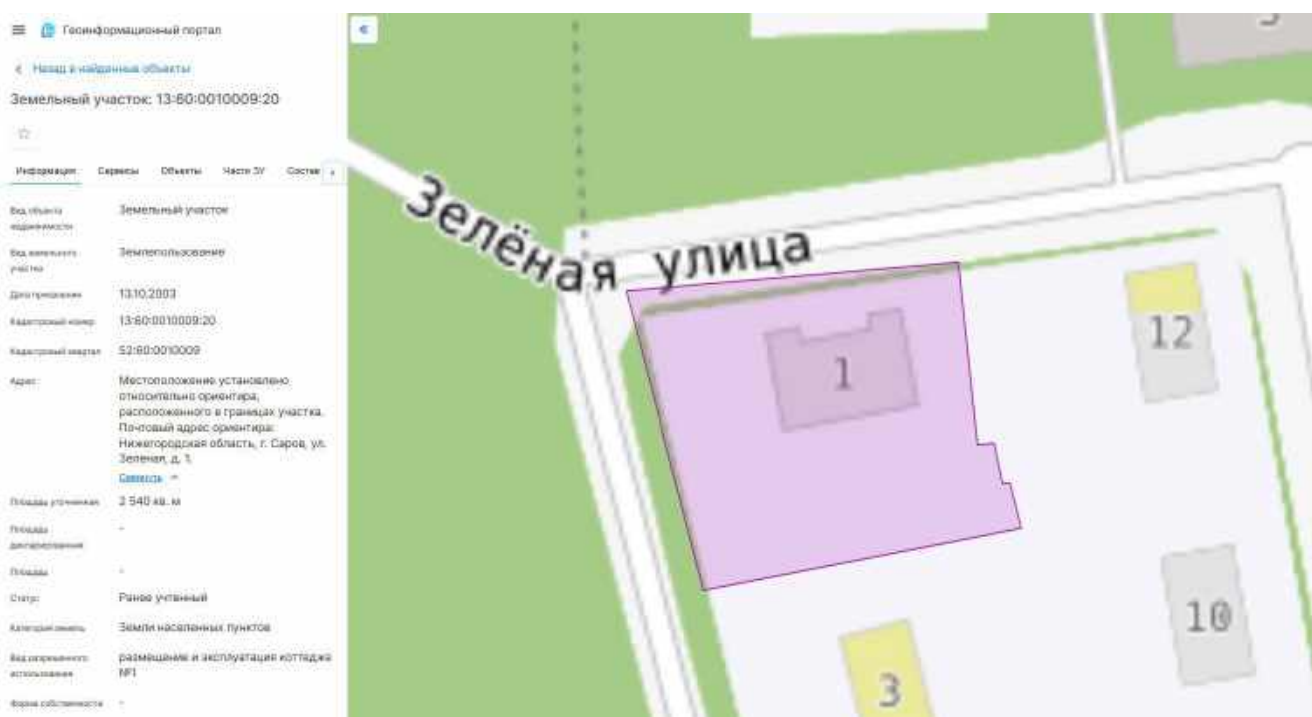 Геоинформационный портал
Назад в найденные объекты
Земельный участок: 13:60:0010009:20
Информация Сервисы Объекты Части ЗУ Состав
Вид объекта недвижимости
Земельный участок
Вид земельного участка
Землепользование
Дата присвоения
13.10.2003
Кадастровый номер
13:60:0010009:20
Кадастровый квартал
52:60:0010009
Адрес
Местоположение установлено
относительно ориентира,
расположенного в границах участка.
Почтовый адрес ориентира:
Нижегородская область, г. Саров, ул.
Зеленая, д. 1.
Свернуть
Площадь уточненная
2 540 кв. м
Площадь
декларированная
-
Площадь
-
Статус
Ранее учтенный
Категория земель
Земли населенных пунктов
Вид разрешенного
использования
размещение и эксплуатация коттеджа
№1
Форма собственности
-
Зелёная улица
1
12
10
3